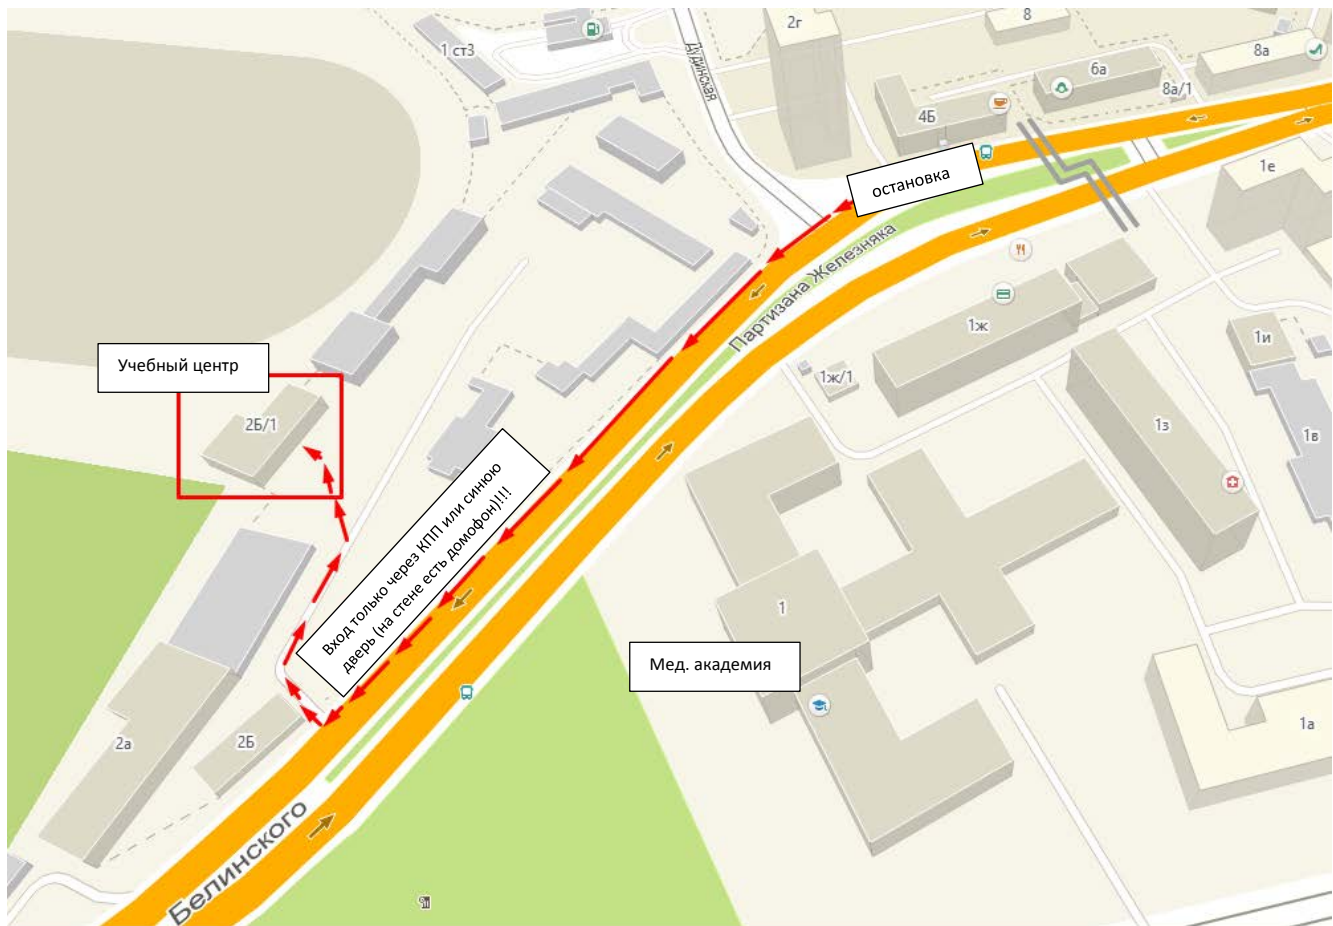 2г
8
1 ст3
8а
6а
8а/1
4Б
Дудинская
1е
остановка
Партизана Железняка
1ж
1и
Учебный центр
1ж/1
2Б/1
1з
1в
Вход только через КПП или синюю
дверь (на стене есть домофон)!!!
1
Мед. академия
2а
2Б
1а
Белинского